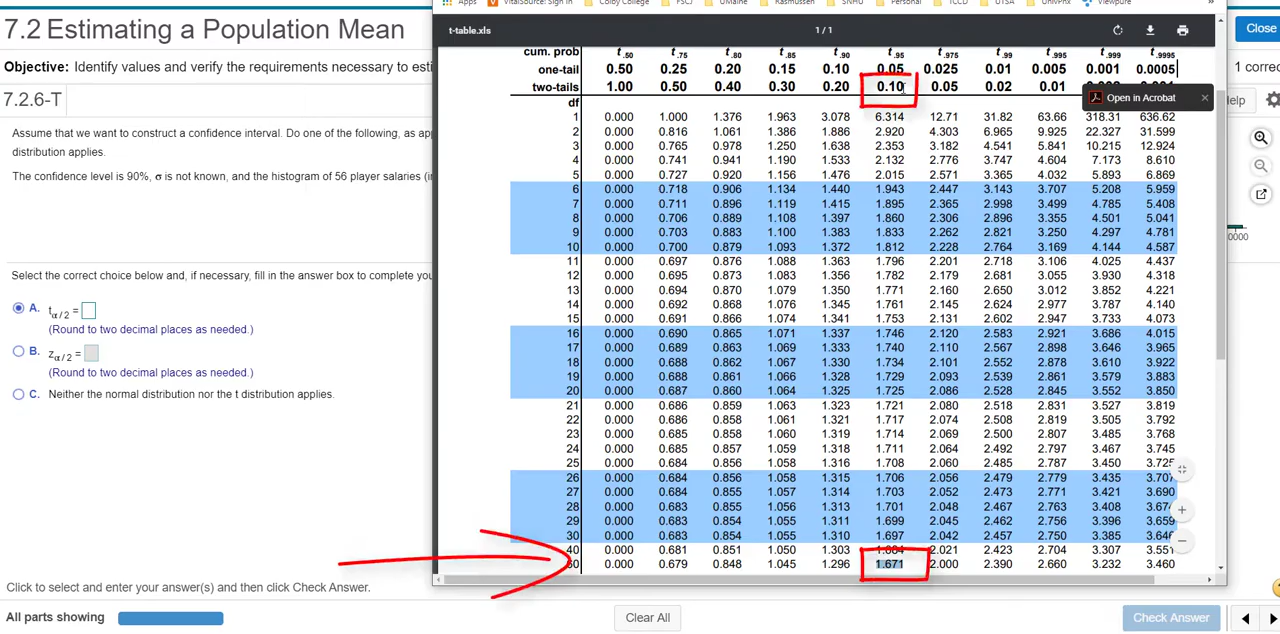 Apps VitalSource: Sign In Colby College FSCJ UMaine Rasmussen SNHU Personal TCCD UTSA UnivPhx Viewpure »
7.2 Estimating a Population Mean
t-table.xls 1 / 1
Close
Objective: Identify values and verify the requirements necessary to esti
1 correc
7.2.6-T
Open in Acrobat ×
elp
Assume that we want to construct a confidence interval. Do one of the following, as ap
distribution applies.
The confidence level is 90%, σ is not known, and the histogram of 56 player salaries (i
0000
Select the correct choice below and, if necessary, fill in the answer box to complete you
A. tα/2 =
(Round to two decimal places as needed.)
B. zα/2 =
(Round to two decimal places as needed.)
C. Neither the normal distribution nor the t distribution applies.
cum. prob t.50 t.75 t.80 t.85 t.90 t.95 t.975 t.99 t.995 t.999 t.9995
one-tail 0.50 0.25 0.20 0.15 0.10 0.05 0.025 0.01 0.005 0.001 0.0005
two-tails 1.00 0.50 0.40 0.30 0.20 0.10 0.05 0.02 0.01
df
1 0.000 1.000 1.376 1.963 3.078 6.314 12.71 31.82 63.66 318.31 636.62
2 0.000 0.816 1.061 1.386 1.886 2.920 4.303 6.965 9.925 22.327 31.599
3 0.000 0.765 0.978 1.250 1.638 2.353 3.182 4.541 5.841 10.215 12.924
4 0.000 0.741 0.941 1.190 1.533 2.132 2.776 3.747 4.604 7.173 8.610
5 0.000 0.727 0.920 1.156 1.476 2.015 2.571 3.365 4.032 5.893 6.869
6 0.000 0.718 0.906 1.134 1.440 1.943 2.447 3.143 3.707 5.208 5.959
7 0.000 0.711 0.896 1.119 1.415 1.895 2.365 2.998 3.499 4.785 5.408
8 0.000 0.706 0.889 1.108 1.397 1.860 2.306 2.896 3.355 4.501 5.041
9 0.000 0.703 0.883 1.100 1.383 1.833 2.262 2.821 3.250 4.297 4.781
10 0.000 0.700 0.879 1.093 1.372 1.812 2.228 2.764 3.169 4.144 4.587
11 0.000 0.697 0.876 1.088 1.363 1.796 2.201 2.718 3.106 4.025 4.437
12 0.000 0.695 0.873 1.083 1.356 1.782 2.179 2.681 3.055 3.930 4.318
13 0.000 0.694 0.870 1.079 1.350 1.771 2.160 2.650 3.012 3.852 4.221
14 0.000 0.692 0.868 1.076 1.345 1.761 2.145 2.624 2.977 3.787 4.140
15 0.000 0.691 0.866 1.074 1.341 1.753 2.131 2.602 2.947 3.733 4.073
16 0.000 0.690 0.865 1.071 1.337 1.746 2.120 2.583 2.921 3.686 4.015
17 0.000 0.689 0.863 1.069 1.333 1.740 2.110 2.567 2.898 3.646 3.965
18 0.000 0.688 0.862 1.067 1.330 1.734 2.101 2.552 2.878 3.610 3.922
19 0.000 0.688 0.861 1.066 1.328 1.729 2.093 2.539 2.861 3.579 3.883
20 0.000 0.687 0.860 1.064 1.325 1.725 2.086 2.528 2.845 3.552 3.850
21 0.000 0.686 0.859 1.063 1.323 1.721 2.080 2.518 2.831 3.527 3.819
22 0.000 0.686 0.858 1.061 1.321 1.717 2.074 2.508 2.819 3.505 3.792
23 0.000 0.685 0.858 1.060 1.319 1.714 2.069 2.500 2.807 3.485 3.768
24 0.000 0.685 0.857 1.059 1.318 1.711 2.064 2.492 2.797 3.467 3.745
25 0.000 0.684 0.856 1.058 1.316 1.708 2.060 2.485 2.787 3.450 3.725
26 0.000 0.684 0.856 1.058 1.315 1.706 2.056 2.479 2.779 3.435 3.707
27 0.000 0.684 0.855 1.057 1.314 1.703 2.052 2.473 2.771 3.421 3.690
28 0.000 0.683 0.855 1.056 1.313 1.701 2.048 2.467 2.763 3.408 3.674
29 0.000 0.683 0.854 1.055 1.311 1.699 2.045 2.462 2.756 3.396 3.659
30 0.000 0.683 0.854 1.055 1.310 1.697 2.042 2.457 2.750 3.385 3.646
40 0.000 0.681 0.851 1.050 1.303 1.684 2.021 2.423 2.704 3.307 3.551
60 0.000 0.679 0.848 1.045 1.296 1.671 2.000 2.390 2.660 3.232 3.460
Click to select and enter your answer(s) and then click Check Answer.
All parts showing
Clear All
Check Answer